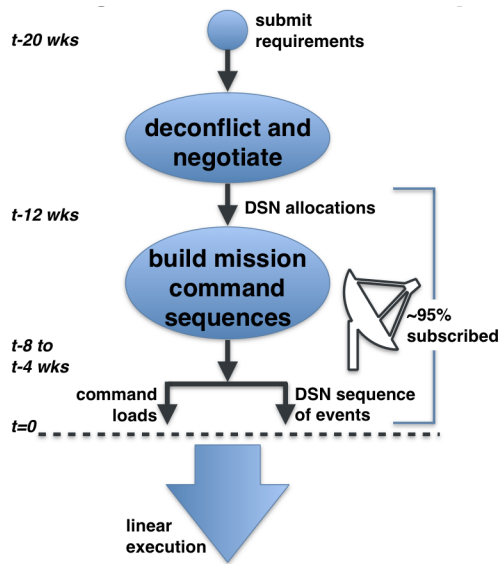 submit
requirements
t-20 wks
deconflict and
negotiate
t-12 wks
DSN allocations
build mission
command
sequences
~95%
subscribed
t-8 to
t-4 wks
command
loads
DSN sequence
of events
t=0
linear
execution